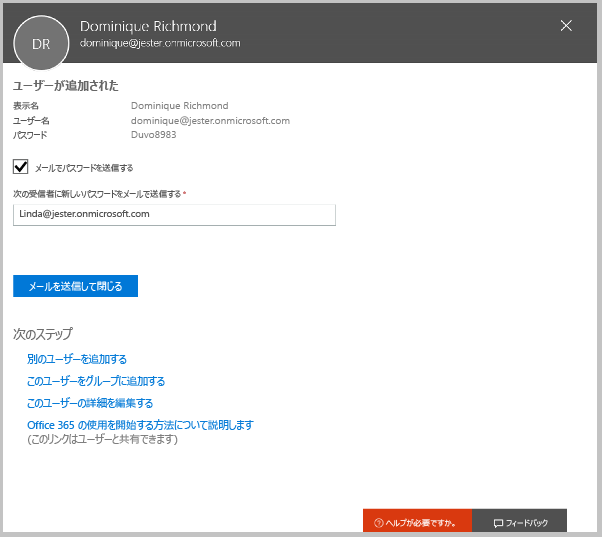 DR
Dominique Richmond
dominique@jester.onmicrosoft.com
ユーザーが追加された
表示名 Dominique Richmond
ユーザー名 dominique@jester.onmicrosoft.com
パスワード Duvo8983
メールでパスワードを送信する
次の受信者に新しいパスワードをメールで送信する *
Linda@jester.onmicrosoft.com
メールを送信して閉じる
次のステップ
別のユーザーを追加する
このユーザーをグループに追加する
このユーザーの詳細を編集する
Office 365 の使用を開始する方法について説明します
(このリンクはユーザーと共有できます)
ヘルプが必要ですか。 フィードバック